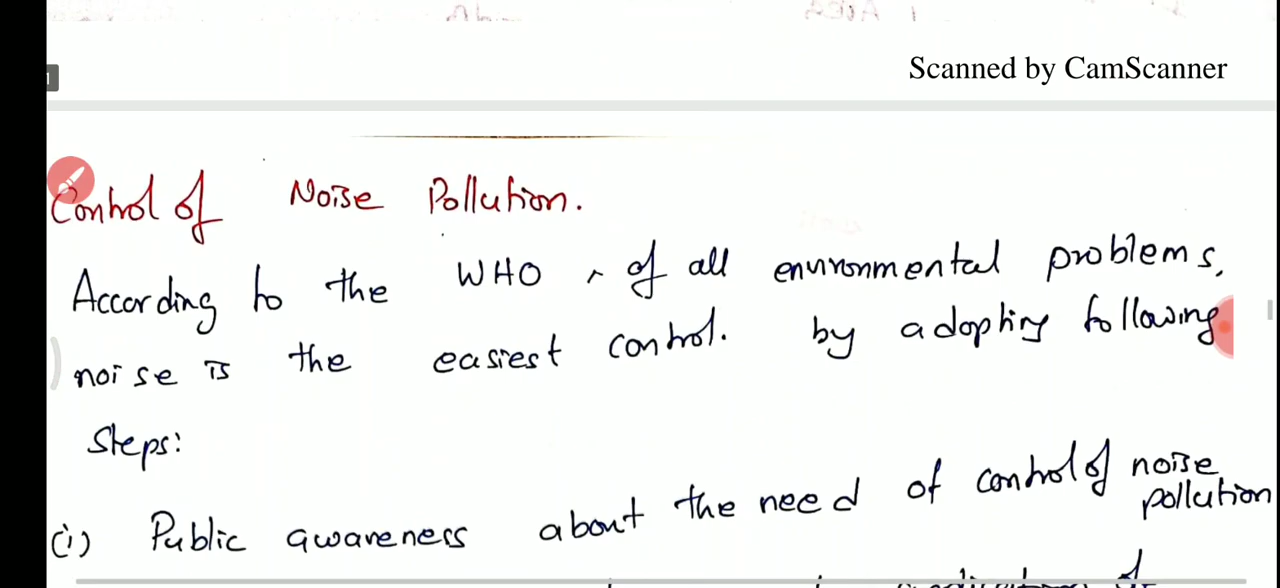 Scanned by CamScanner
Control of Noise Pollution.
According to the WHO, of all environmental problems,
noise is the easiest control. by adopting following
Steps:
(i) Public awareness about the need of control of noise
pollution